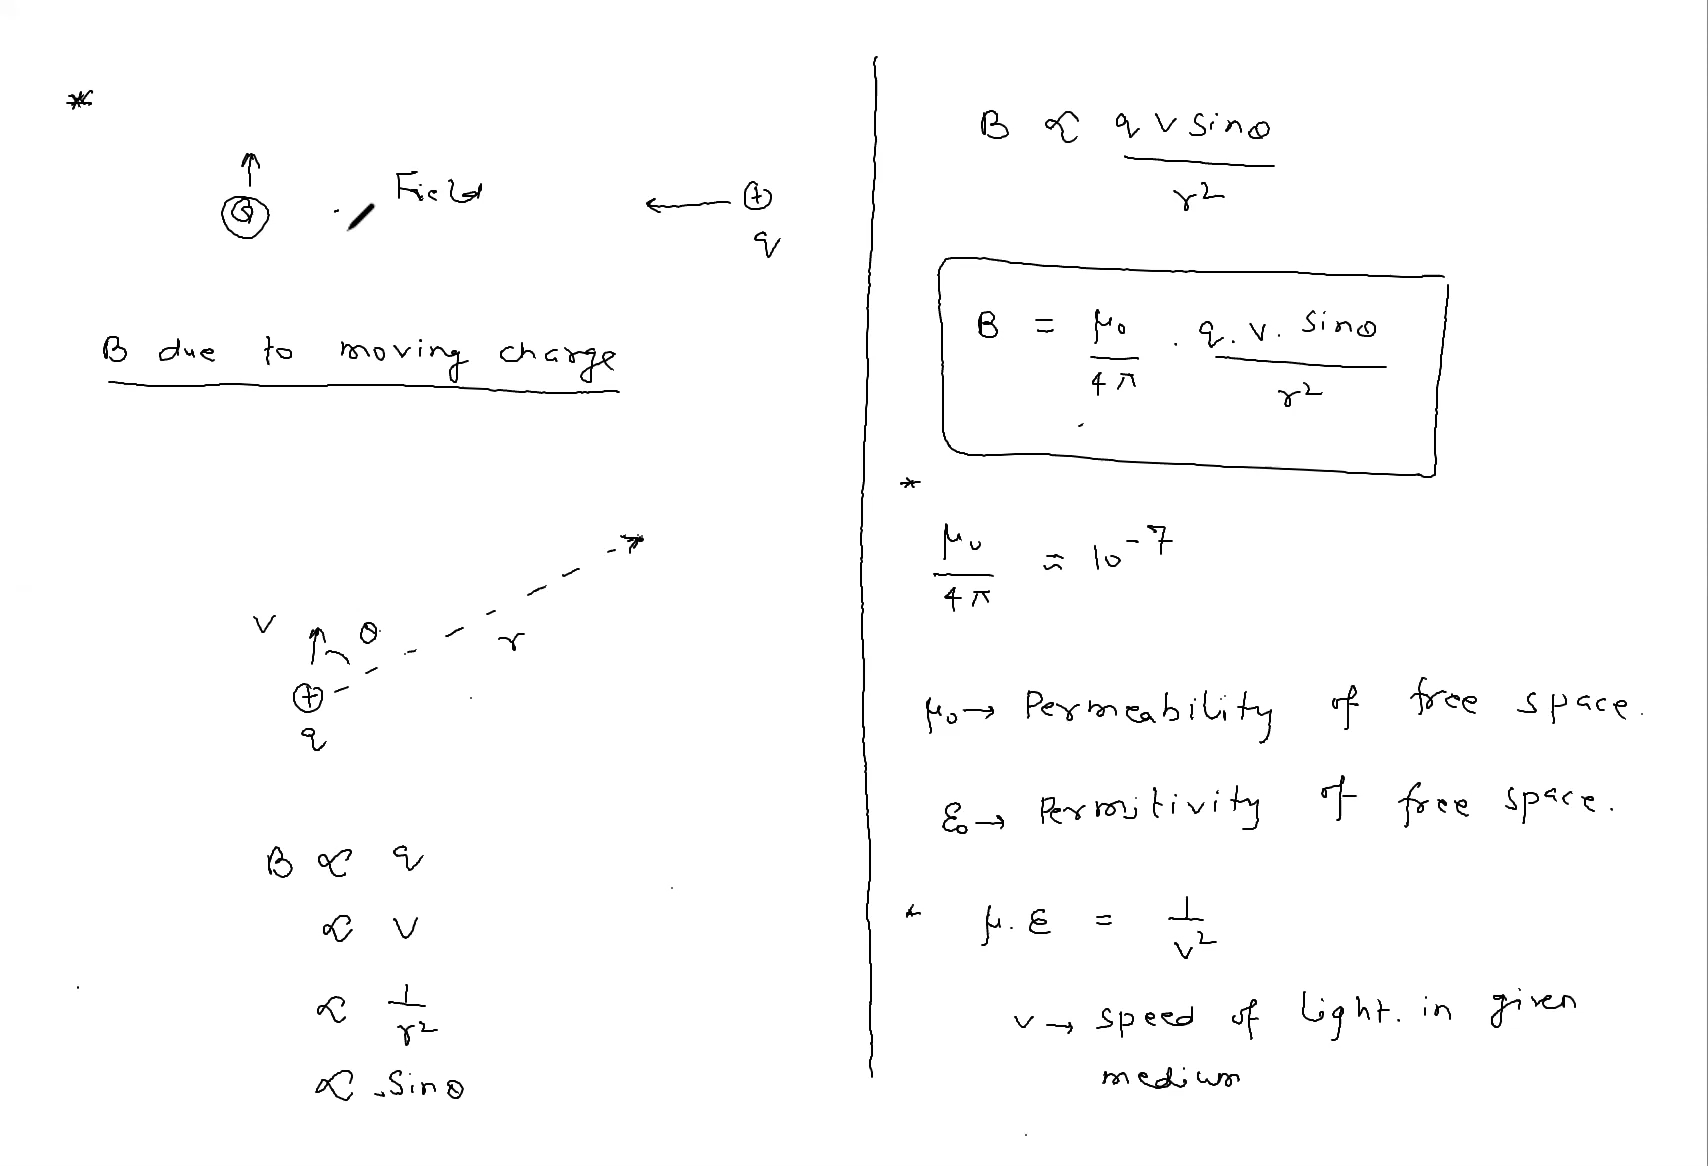 *
Q
Field
+
q
B due to moving charge
v
θ
r
+
q
B ∝ q
∝ v
∝ 1/r²
∝ Sinθ
B ∝ q v Sinθ / r²
B = μ₀/4π . q. v. Sinθ / r²
*
μ₀/4π = 10⁻⁷
μ₀ → Permeability of free space.
ε₀ → Permitivity of free space.
* μ. ε = 1/v²
v → speed of light. in given
medium